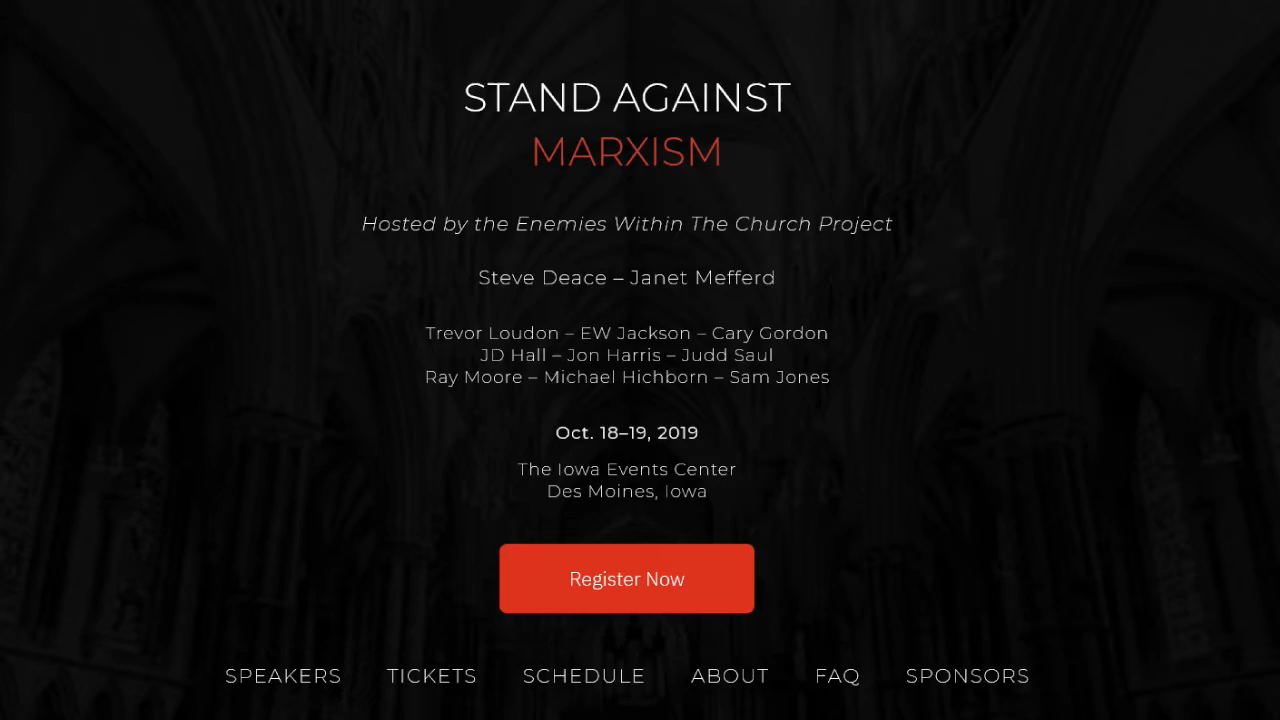 STAND AGAINST
MARXISM
Hosted by the Enemies Within The Church Project
Steve Deace – Janet Mefferd
Trevor Loudon – EW Jackson – Cary Gordon
JD Hall – Jon Harris – Judd Saul
Ray Moore – Michael Hichborn – Sam Jones
Oct. 18–19, 2019
The Iowa Events Center
Des Moines, Iowa
Register Now
SPEAKERS TICKETS SCHEDULE ABOUT FAQ SPONSORS